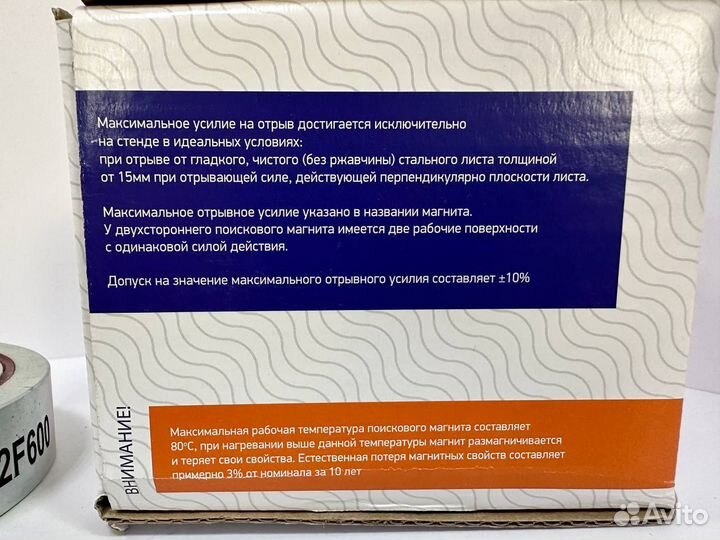 Максимальное усилие на отрыв достигается исключительно
на стенде в идеальных условиях:
при отрыве от гладкого, чистого (без ржавчины) стального листа толщиной
от 15мм при отрывающей силе, действующей перпендикулярно плоскости листа.
Максимальное отрывное усилие указано в названии магнита.
У двухстороннего поискового магнита имеется две рабочие поверхности
с одинаковой силой действия.
Допуск на значение максимального отрывного усилия составляет ±10%
2F600
ВНИМАНИЕ!
Максимальная рабочая температура поискового магнита составляет
80°С, при нагревании выше данной температуры магнит размагничивается
и теряет свои свойства. Естественная потеря магнитных свойств составляет
примерно 3% от номинала за 10 лет
Avito